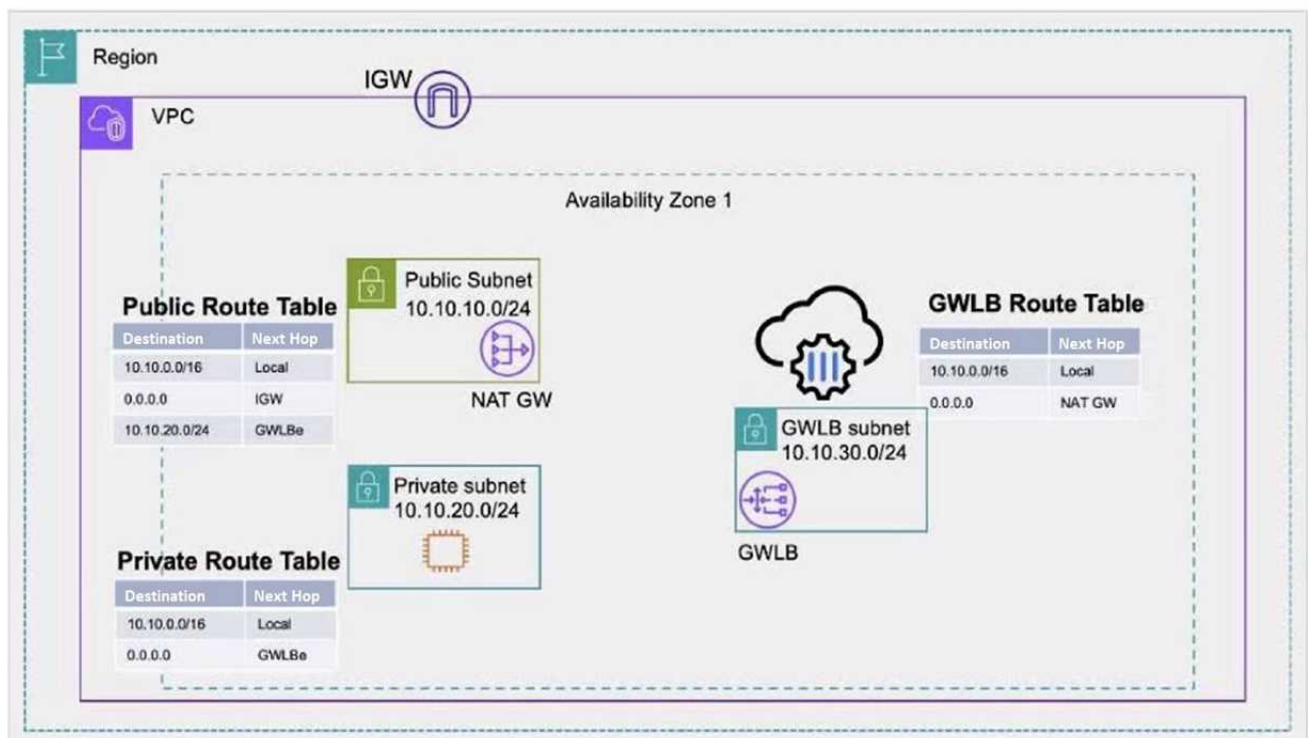 Region
IGW
VPC
Availability Zone 1
Public Subnet
10.10.10.0/24
NAT GW
Public Route Table
Destination Next Hop
10.10.0.0/16 Local
0.0.0.0 IGW
10.10.20.0/24 GWLBe
GWLB Route Table
Destination Next Hop
10.10.0.0/16 Local
0.0.0.0 NAT GW
GWLB subnet
10.10.30.0/24
GWLB
Private subnet
10.10.20.0/24
Private Route Table
Destination Next Hop
10.10.0.0/16 Local
0.0.0.0 GWLBe